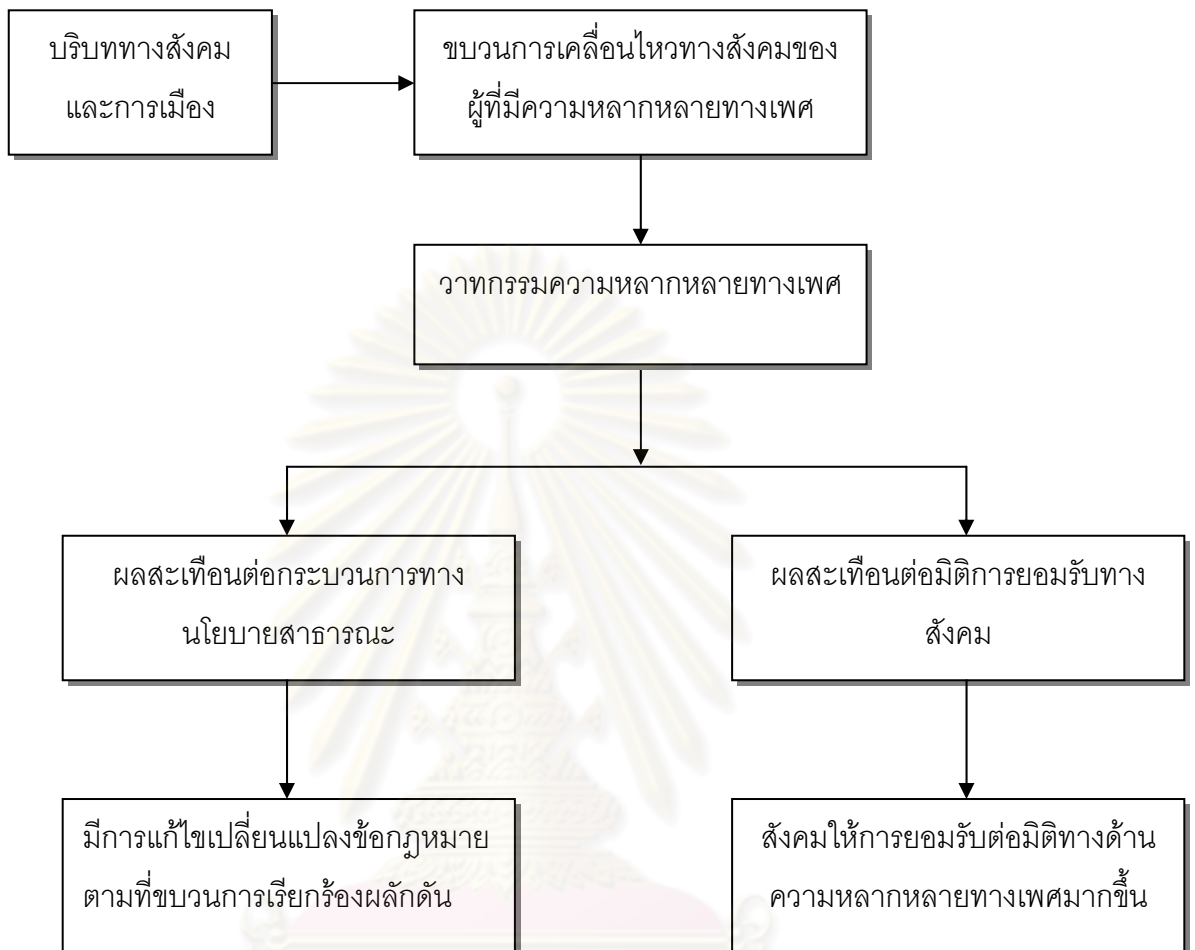 บริบททางสังคม
และการเมือง
ขบวนการเคลื่อนไหวทางสังคมของ
ผู้ที่มีความหลากหลายทางเพศ
วาทกรรมความหลากหลายทางเพศ
ผลสะเทือนต่อกระบวนการทาง
นโยบายสาธารณะ
ผลสะเทือนต่อมิติการยอมรับทาง
สังคม
มีการแก้ไขเปลี่ยนแปลงข้อกฎหมาย
ตามที่ขบวนการเรียกร้องผลักดัน
สังคมให้การยอมรับต่อมิติทางด้าน
ความหลากหลายทางเพศมากขึ้น